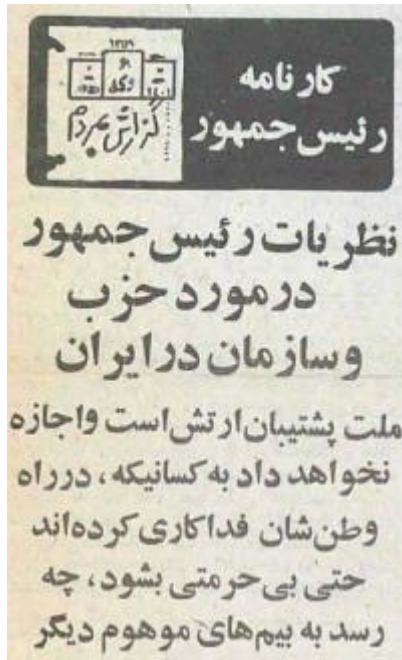 کارنامه
رئیس جمهور
گزارش به مردم
نظریات رئیس جمهور
در مورد حزب
و سازمان در ایران
ملت پشتیبان ارتش است و اجازه
نخواهد داد به کسانیکه، در راه
وطن‌شان فداکاری کرده‌اند
حتی بی‌حرمتی بشود، چه
رسد به بیم‌های موهوم دیگر